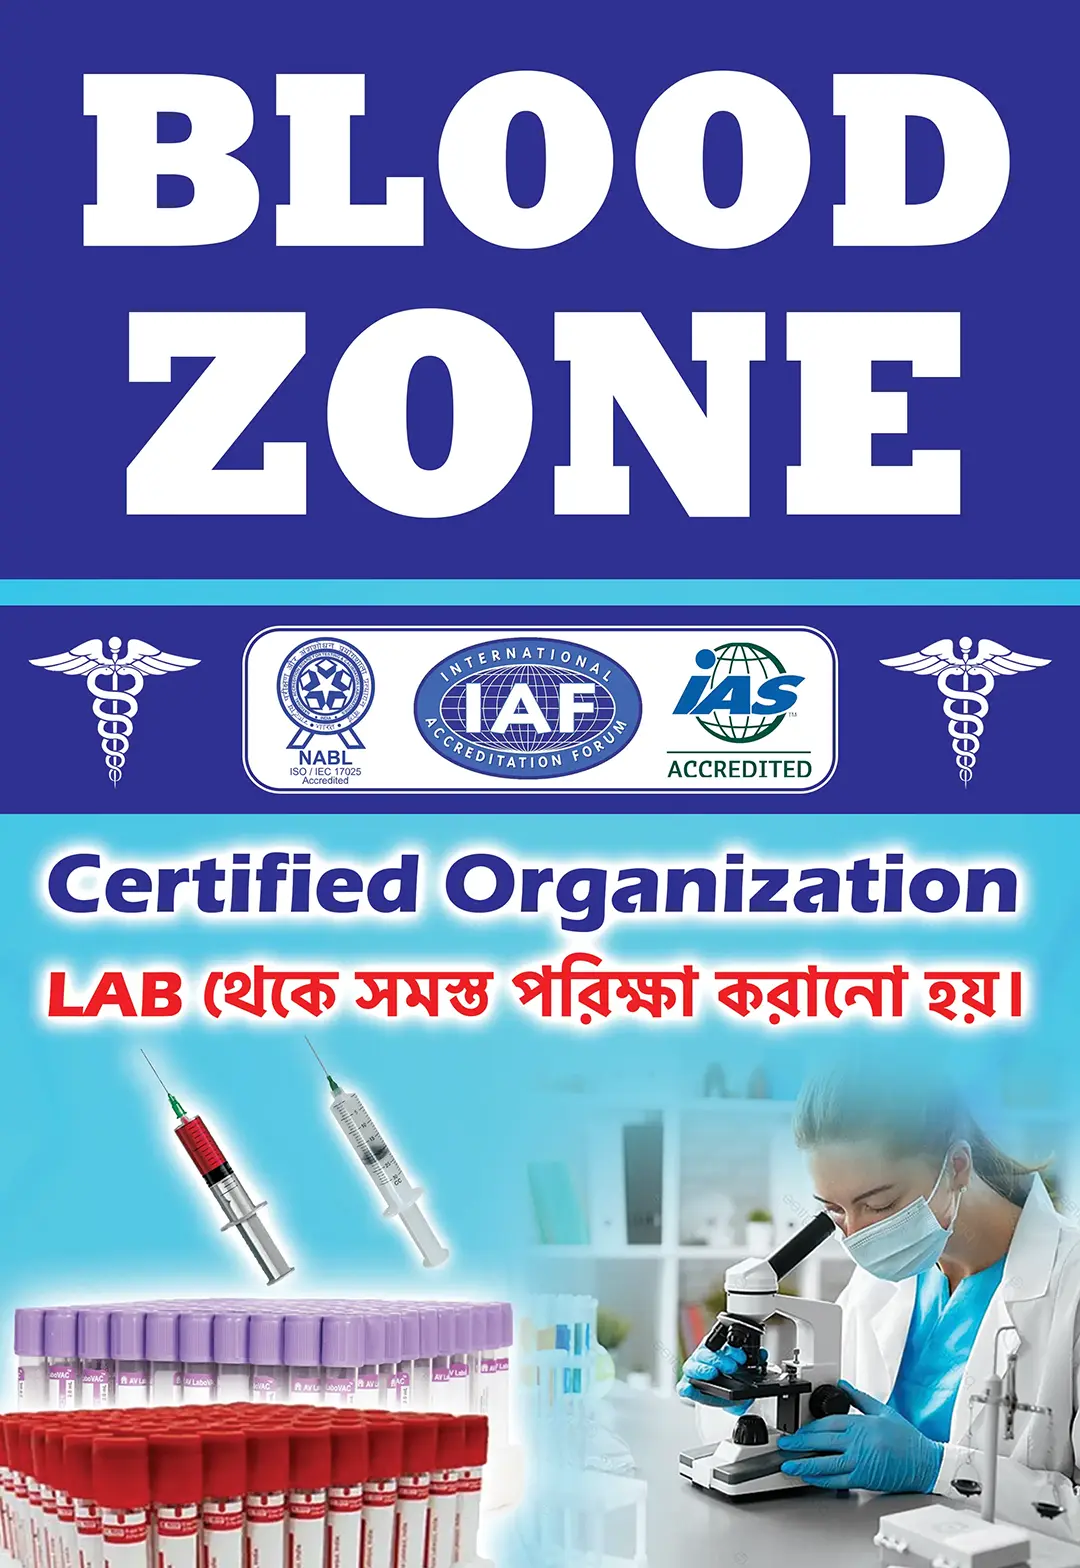 BLOOD
ZONE
NABL
ISO / IEC 17025
Accredited
INTERNATIONAL
IAF
ACCREDITATION FORUM
iAS
TM
ACCREDITED
Certified Organization
LAB থেকে সমস্ত পরিক্ষা করানো হয়।